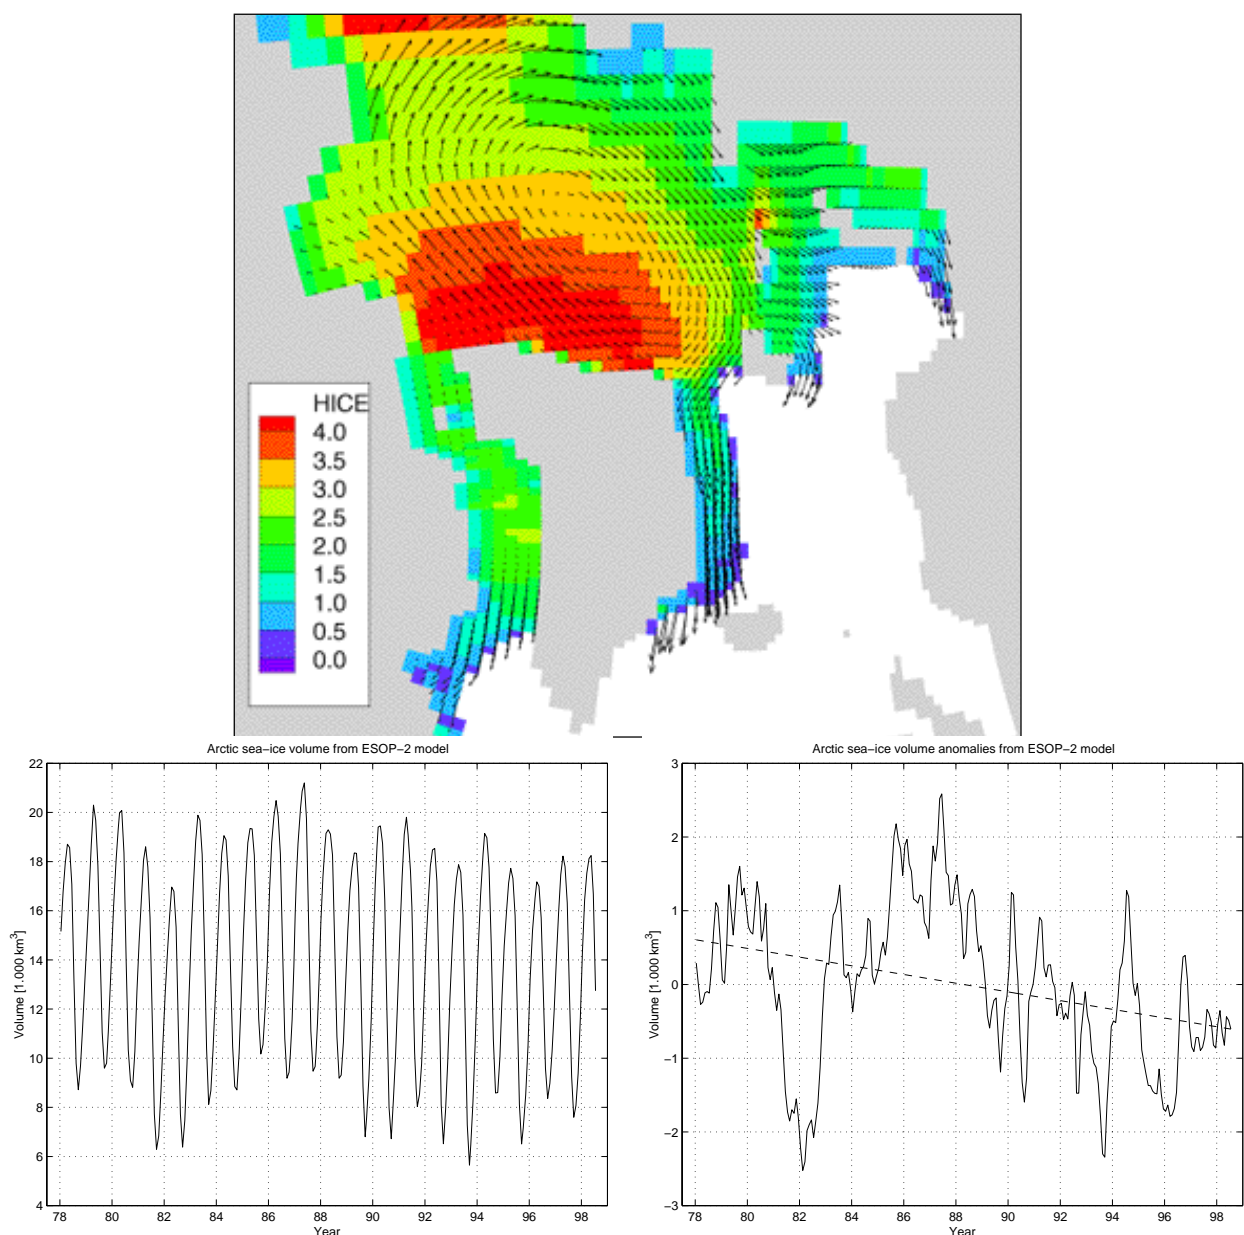 HICE
4.0
3.5
3.0
2.5
2.0
1.5
1.0
0.5
0.0
Arctic sea−ice volume from ESOP−2 model
22
20
18
16
14
12
10
8
6
4
Volume [1.000 km³]
78 80 82 84 86 88 90 92 94 96 98
Year
Arctic sea−ice volume anomalies from ESOP−2 model
3
2
1
0
−1
−2
−3
Volume [1.000 km³]
78 80 82 84 86 88 90 92 94 96 98
Year